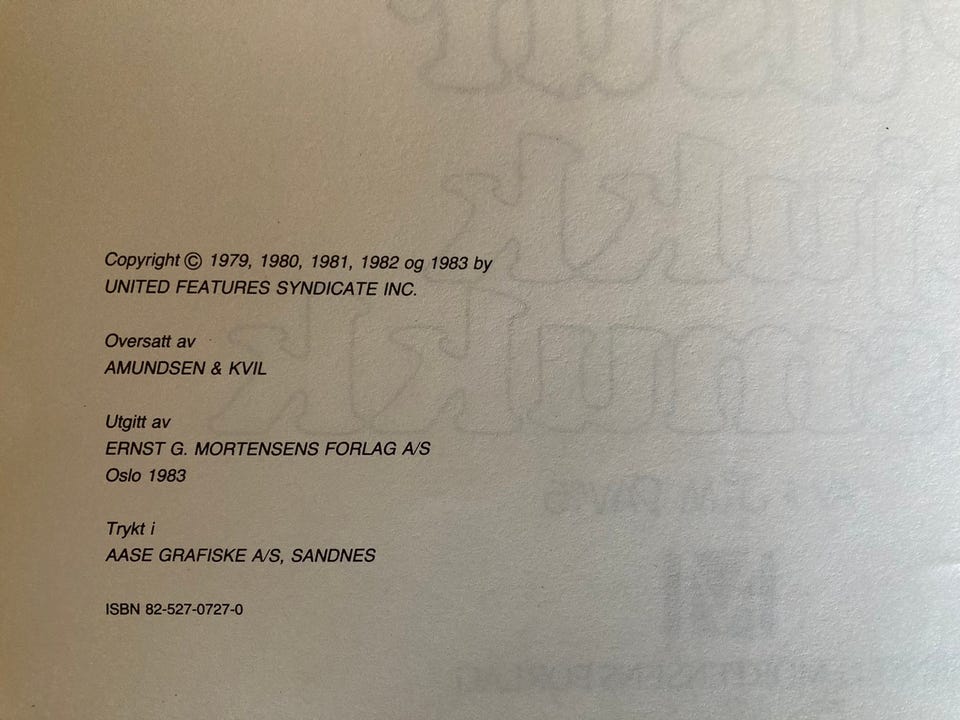 Copyright © 1979, 1980, 1981, 1982 og 1983 by
UNITED FEATURES SYNDICATE INC.
Oversatt av
AMUNDSEN & KVIL
Utgitt av
ERNST G. MORTENSENS FORLAG A/S
Oslo 1983
Trykt i
AASE GRAFISKE A/S, SANDNES
ISBN 82-527-0727-0